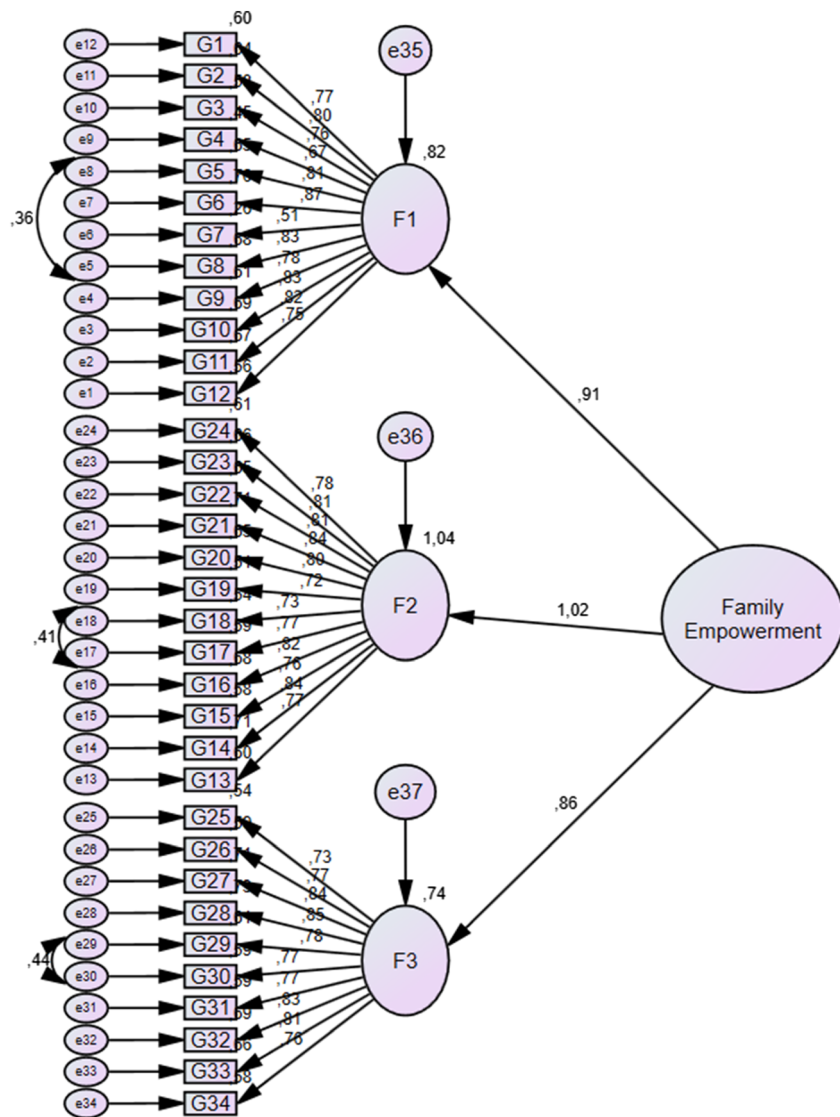 ,60
e12 G1
e11 G2
e10 G3
e9 G4
e8 G5
e7 G6
e6 G7
e5 G8
e4 G9
e3 G10
e2 G11
e1 G12
,36
,77
,80
,76
,67
,81
,87
,51
,83
,78
,83
,82
,75
e35
,82
F1
,91
,61
e24 G24
e23 G23
e22 G22
e21 G21
e20 G20
e19 G19
e18 G18
e17 G17
e16 G16
e15 G15
e14 G14
e13 G13
,41
,78
,81
,81
,84
,80
,72
,73
,77
,82
,76
,84
,77
e36
1,04
F2
1,02
Family
Empowerment
,54
e25 G25
e26 G26
e27 G27
e28 G28
e29 G29
e30 G30
e31 G31
e32 G32
e33 G33
e34 G34
,44
,73
,77
,84
,85
,78
,77
,77
,83
,81
,76
e37
,74
F3
,86